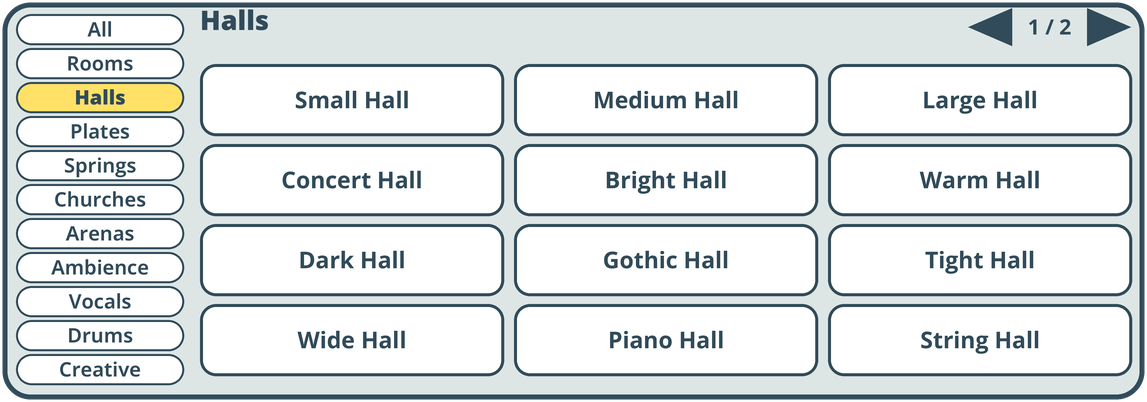 All
Rooms
Halls
Plates
Springs
Churches
Arenas
Ambience
Vocals
Drums
Creative
Halls
1 / 2
Small Hall
Medium Hall
Large Hall
Concert Hall
Bright Hall
Warm Hall
Dark Hall
Gothic Hall
Tight Hall
Wide Hall
Piano Hall
String Hall